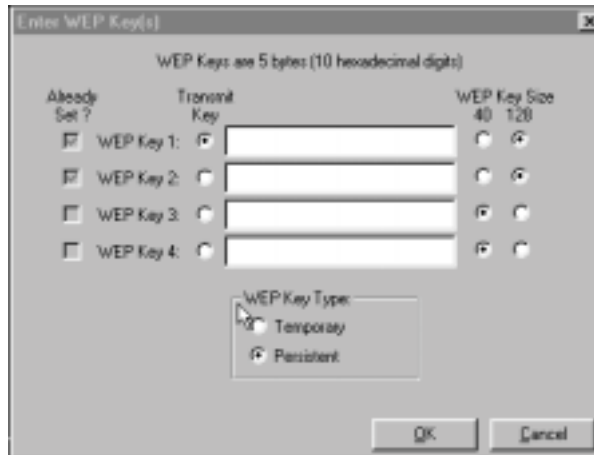 Enter WEP Key(s)
WEP Keys are 5 bytes (10 hexadecimal digits)
Already Transmit WEP Key Size
Set ? Key 40 128
WEP Key 1:
WEP Key 2:
WEP Key 3:
WEP Key 4:
WEP Key Type:
Temporary
Persistent
OK Cancel